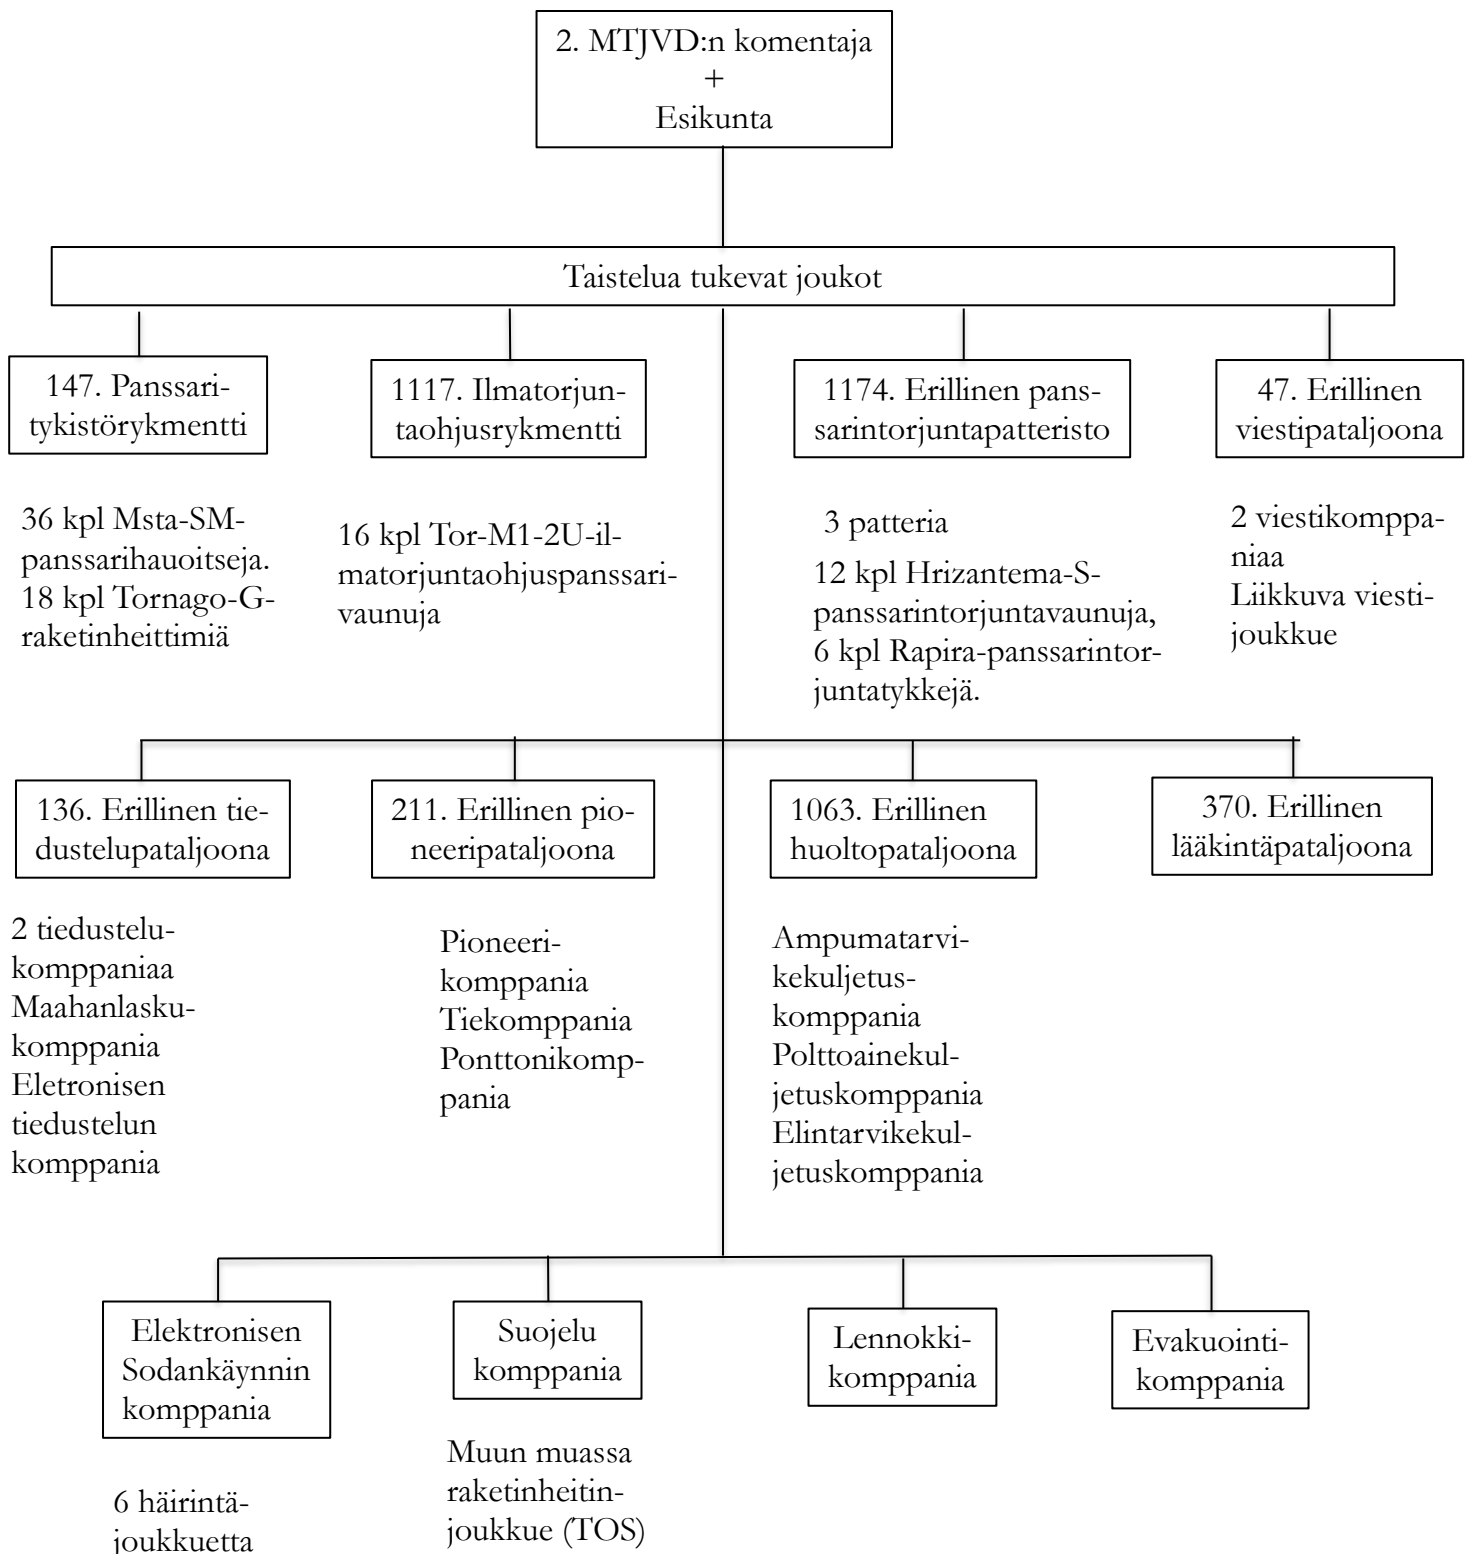 2. MTJVD:n komentaja
+
Esikunta
Taistelua tukevat joukot
147. Panssari-
tykistörykmentti
1117. Ilmatorjun-
taohjusrykmentti
1174. Erillinen pans-
sarintorjuntapatteristo
47. Erillinen
viestipataljoona
36 kpl Msta-SM-
panssarihauoitseja.
18 kpl Tornago-G-
raketinheittimiä
16 kpl Tor-M1-2U-il-
matorjuntaohjuspanssari-
vaunuja
3 patteria
12 kpl Hrizantema-S-
panssarintorjuntavaunuja,
6 kpl Rapira-panssarintor-
juntatykkejä.
2 viestikomppa-
niaa
Liikkuva viesti-
joukkue
136. Erillinen tie-
dustelupataljoona
211. Erillinen pio-
neeripataljoona
1063. Erillinen
huoltopataljoona
370. Erillinen
lääkintäpataljoona
2 tiedustelu-
komppaniaa
Maahanlasku-
komppania
Eletronisen
tiedustelun
komppania
Pioneeri-
komppania
Tiekomppania
Ponttonikomp-
pania
Ampumatarvi-
kekuljetus-
komppania
Polttoainekul-
jetuskomppania
Elintarvikekul-
jetuskomppania
Elektronisen
Sodankäynnin
komppania
Suojelu
komppania
Lennokki-
komppania
Evakuointi-
komppania
6 häirintä-
joukkuetta
Muun muassa
raketinheitin-
joukkue (TOS)